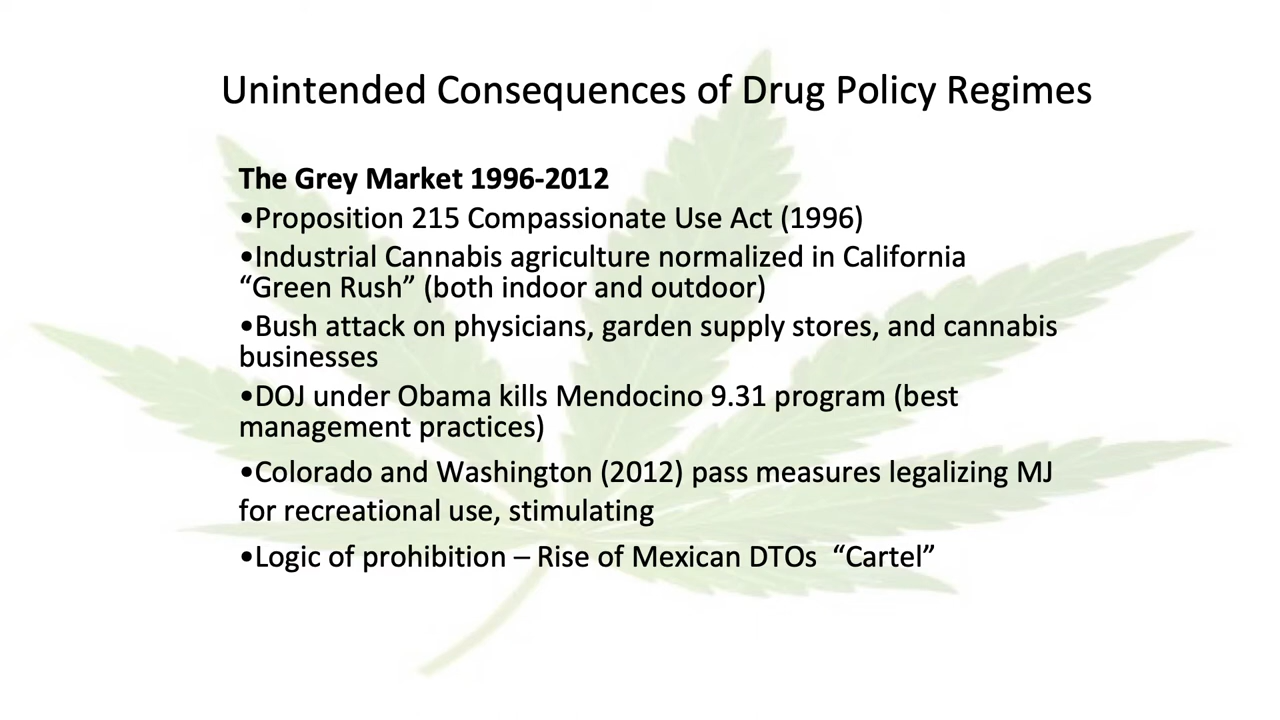 Unintended Consequences of Drug Policy Regimes
The Grey Market 1996-2012
•Proposition 215 Compassionate Use Act (1996)
•Industrial Cannabis agriculture normalized in California
“Green Rush” (both indoor and outdoor)
•Bush attack on physicians, garden supply stores, and cannabis
businesses
•DOJ under Obama kills Mendocino 9.31 program (best
management practices)
•Colorado and Washington (2012) pass measures legalizing MJ
for recreational use, stimulating
•Logic of prohibition – Rise of Mexican DTOs “Cartel”